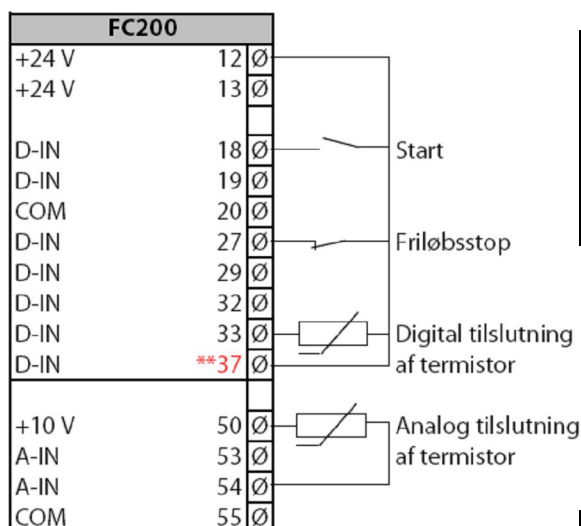 FC200
+24 V 12 Ø
+24 V 13 Ø
D-IN 18 Ø Start
D-IN 19 Ø
COM 20 Ø
D-IN 27 Ø Friløbsstop
D-IN 29 Ø
D-IN 32 Ø
D-IN 33 Ø Digital tilslutning
D-IN **37 Ø af termistor
+10 V 50 Ø Analog tilslutning
A-IN 53 Ø af termistor
A-IN 54 Ø
COM 55 Ø